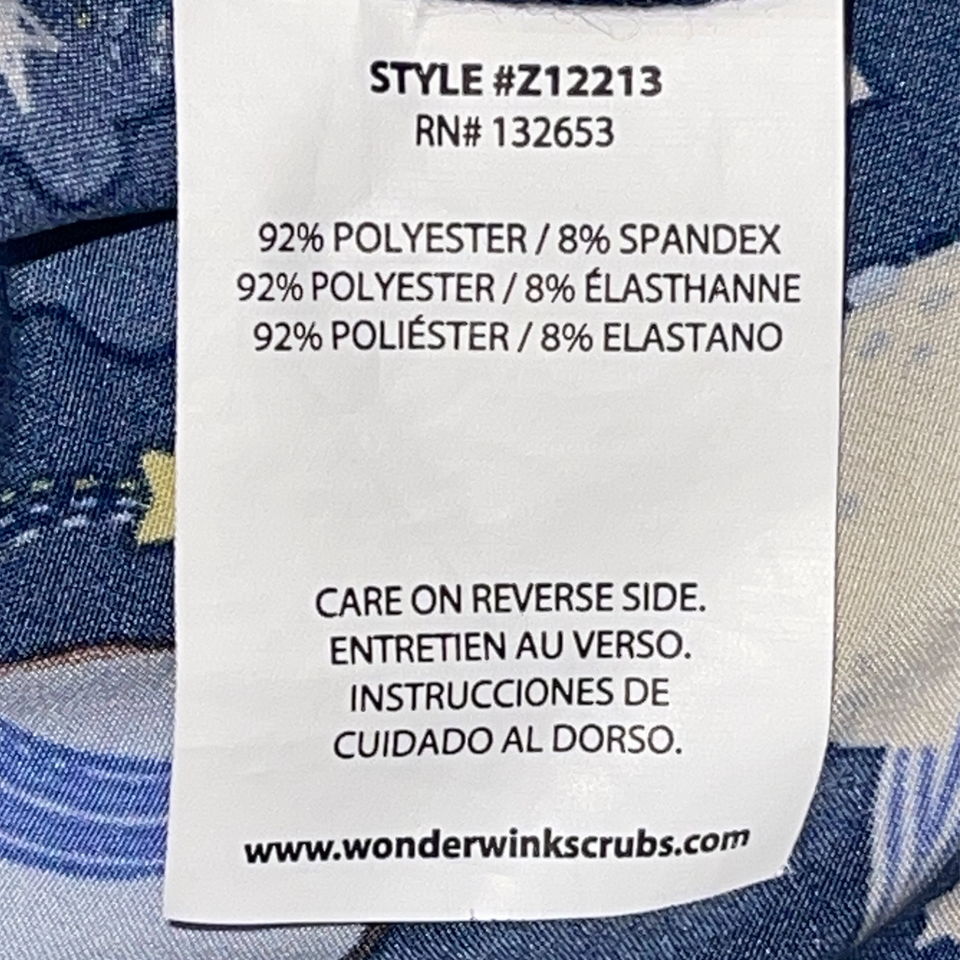 STYLE #Z12213
RN# 132653
92% POLYESTER / 8% SPANDEX
92% POLYESTER / 8% ÉLASTHANNE
92% POLIÉSTER / 8% ELASTANO
CARE ON REVERSE SIDE.
ENTRETIEN AU VERSO.
INSTRUCCIONES DE
CUIDADO AL DORSO.
www.wonderwinkscrubs.com